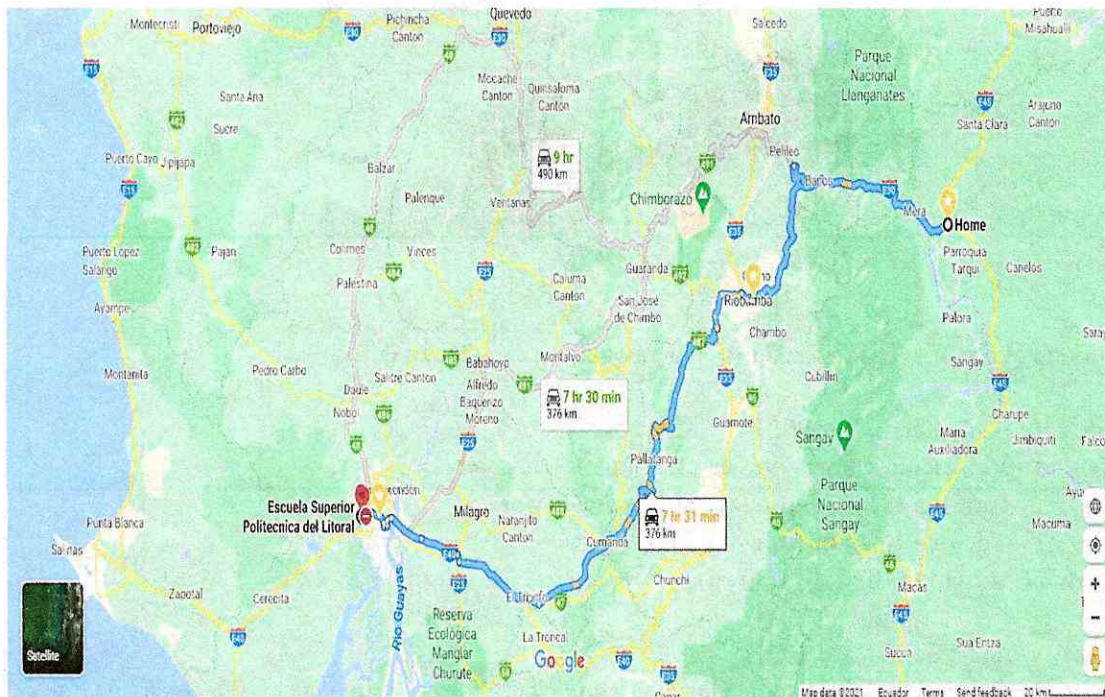 Montecristi
Portoviejo
Pichincha
Canton
Quevedo
Salcedo
Puerto
Misahualli
Mocache
Canton
Quinsaloma
Canton
Parque
Nacional
Llanganates
Santa Ana
Sucre
Ambato
Santa Clara
Arajuno
Canton
Puerto Cayo
Jipijapa
Balzar
9 hr
490 km
Pelileo
Baños
Palenque
Ventanas
Chimborazo
Mera
Home
Puerto Lopez
Salango
Pajan
Colimes
Vinces
Parroquia
Tarqui
Canelos
Palestina
Caluma
Canton
Guaranda
Ayampe
San José
de Chimbo
Riobamba
Chambo
Palora
Montalvo
Sangay
Montanita
Pedro Carbo
Salitre Canton
Babahoyo
Daule
Nobol
Alfredo
Baquerizo
Moreno
7 hr 30 min
376 km
Cubillin
Guamote
Sangay
Maria
Auxiliadora
Chiguipe
Jimbiquiti
Pallatanga
Escuela Superior
Politecnica del Litoral
Milagro
Naranjito
Canton
7 hr 31 min
376 km
Parque
Nacional
Sangay
Macuma
Punta Blanca
Salinas
Cumanda
Chunchi
Macas
Zapotal
Cerecita
Rio Guayas
El Triunfo
Reserva
Ecológica
Manglar
Churute
La Troncal
Sucua
Sua Entza
Satellite
Google
Map data ©2021 Ecuador Terms Send feedback 20 km